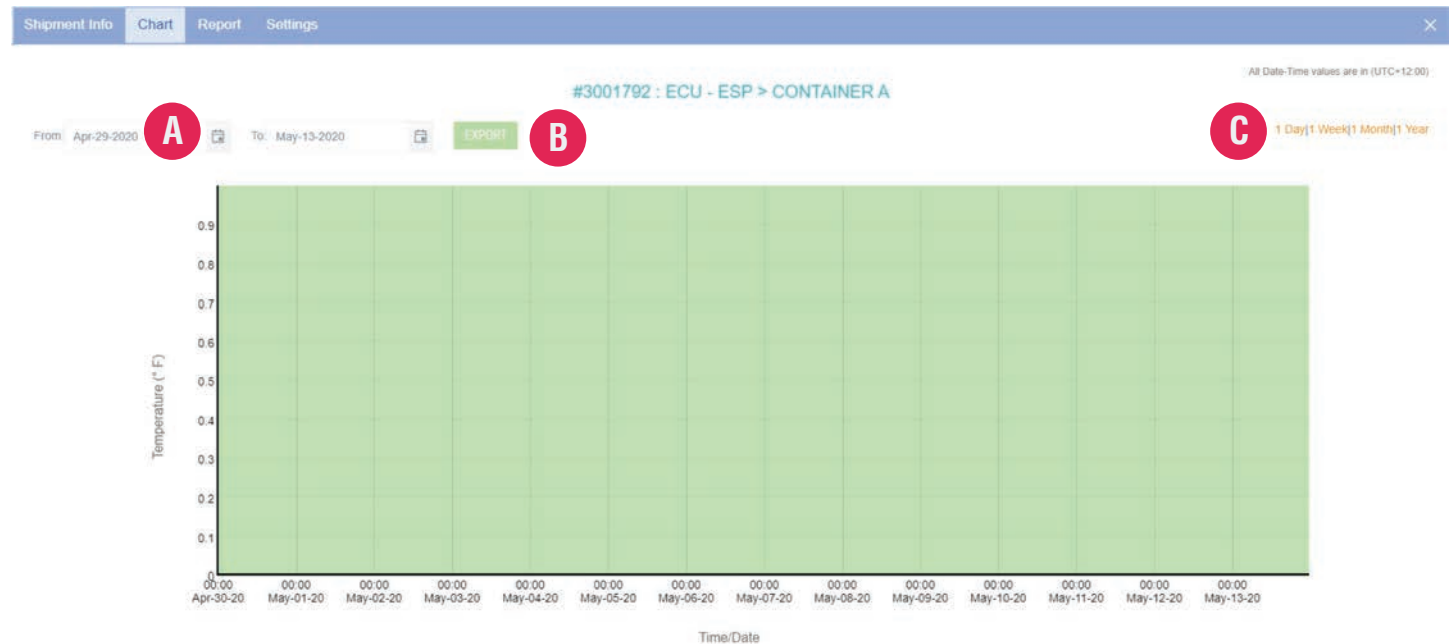 Shipment Info Chart Report Settings ×
All Date-Time values are in (UTC+12:00)
#3001792 : ECU - ESP > CONTAINER A
From Apr-29-2020 A To: May-13-2020 EXPORT B C 1 Day|1 Week|1 Month|1 Year
0.9
0.8
0.7
0.6
0.5
0.4
0.3
0.2
0.1
0
Temperature (° F)
00:00 00:00 00:00 00:00 00:00 00:00 00:00 00:00 00:00 00:00 00:00 00:00 00:00 00:00
Apr-30-20 May-01-20 May-02-20 May-03-20 May-04-20 May-05-20 May-06-20 May-07-20 May-08-20 May-09-20 May-10-20 May-11-20 May-12-20 May-13-20
Time/Date